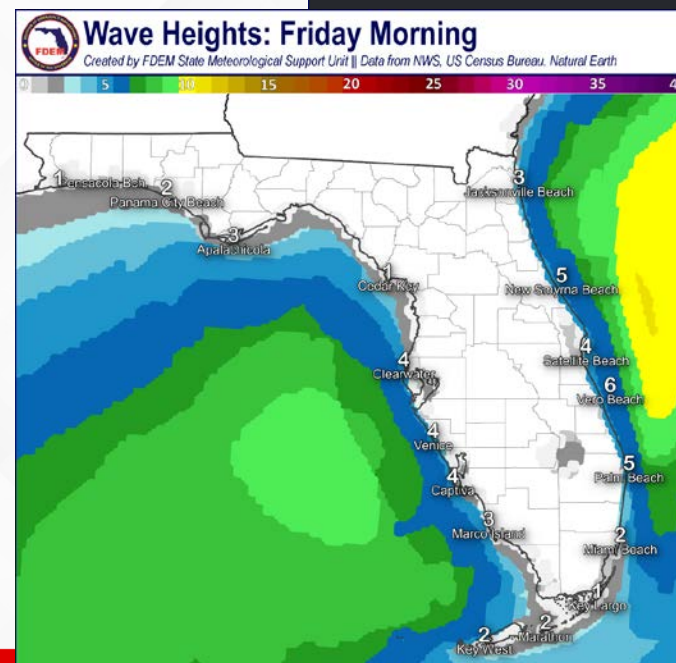 Wave Heights: Friday Morning
Created by FDEM State Meteorological Support Unit || Data from NWS, US Census Bureau. Natural Earth
FDEM
0 5 10 15 20 25 30 35 4
1
Pensacola Bch.
2
Panama City Beach
3
Apalachicola
3
Jacksonville Beach
1
Cedar Key
5
New Smyrna Beach
4
Clearwater
4
Satellite Beach
6
Vero Beach
4
Venice
4
Captiva
5
Palm Beach
3
Marco Island
2
Miami Beach
1
Key Largo
2
Marathon
2
Key West